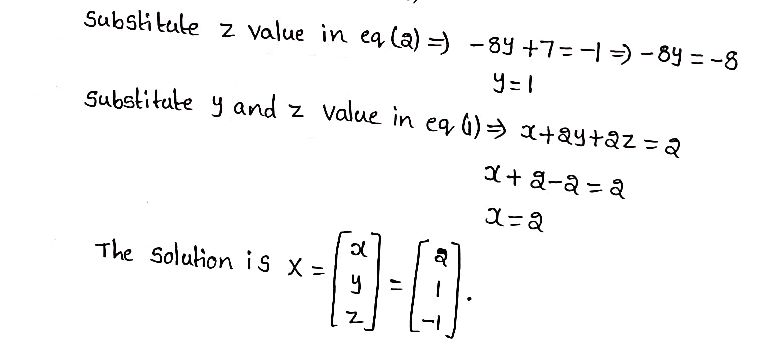 Substitute z value in eq (2) ⇒ -8y +7 = -1 ⇒ -8y = -8
y=1
Substitute y and z value in eq (1) ⇒ x+2y+2z = 2
x+2-2=2
x=2
The solution is X = [x y z] = [2 1 -1].